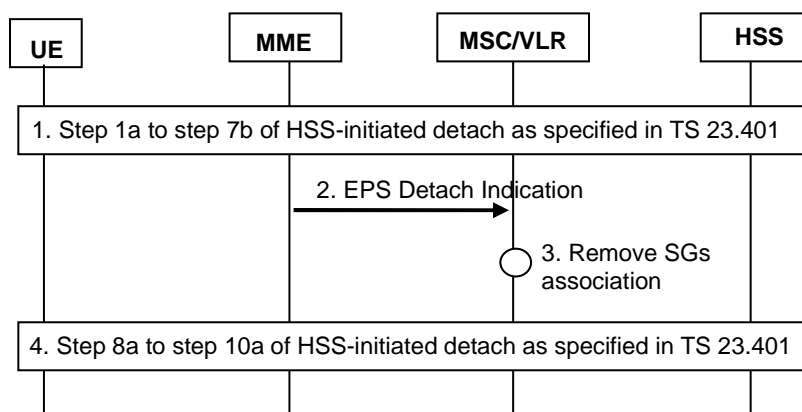 UE
MME
MSC/VLR
HSS
1. Step 1a to step 7b of HSS-initiated detach as specified in TS 23.401
2. EPS Detach Indication
3. Remove SGs
association
4. Step 8a to step 10a of HSS-initiated detach as specified in TS 23.401